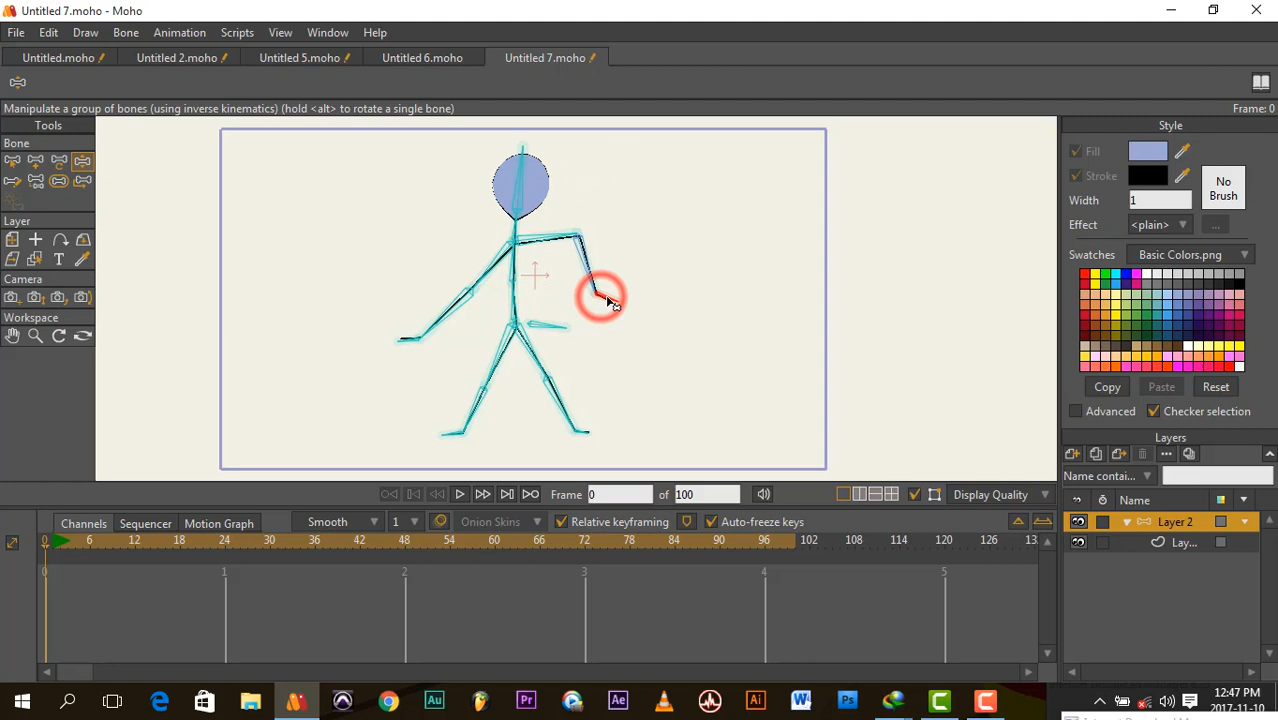 Untitled 7.moho - Moho
File Edit Draw Bone Animation Scripts View Window Help
Untitled.moho Untitled 2.moho Untitled 5.moho Untitled 6.moho Untitled 7.moho
Manipulate a group of bones (using inverse kinematics) (hold <alt> to rotate a single bone) Frame: 0
Tools
Bone
Layer
Camera
Workspace
Style
Fill
Stroke
No Brush
Width 1
Effect <plain> ...
Swatches Basic Colors.png
Copy Paste Reset
Advanced Checker selection
Layers
Name contai...
Name
Layer 2
Lay...
Frame 0 of 100 Display Quality
Channels Sequencer Motion Graph Smooth 1 Onion Skins Relative keyframing Auto-freeze keys
0 6 12 18 24 30 36 42 48 54 60 66 72 78 84 90 96 102 108 114 120 126 13
0 1 2 3 4 5
12:47 PM
2017-11-10